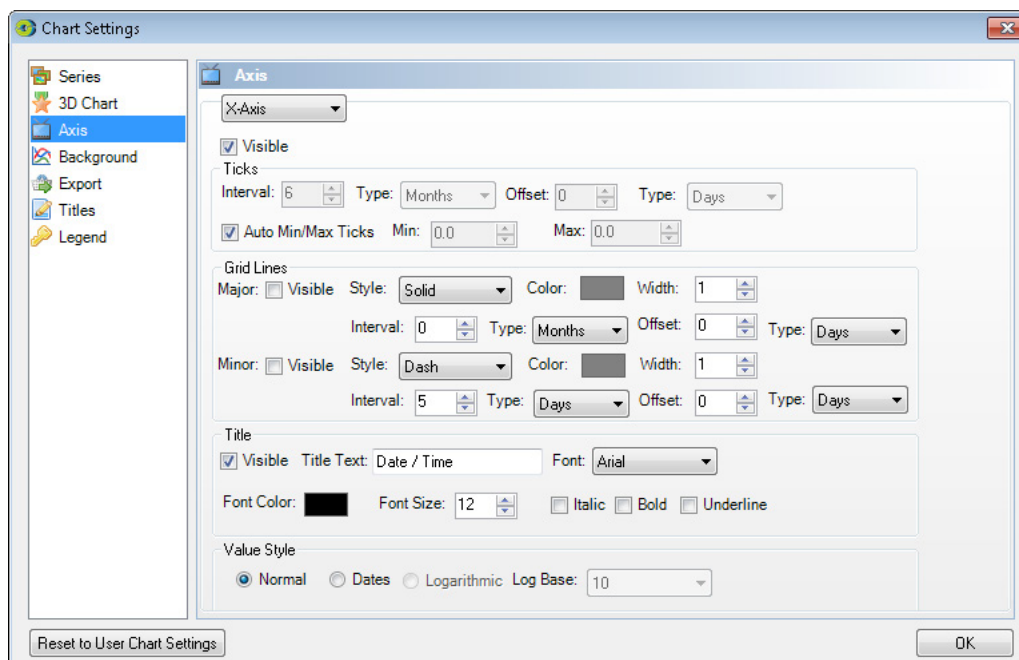 Chart Settings
Series
3D Chart
Axis
Background
Export
Titles
Legend
Axis
X-Axis
Visible
Ticks
Interval: 6 Type: Months Offset: 0 Type: Days
Auto Min/Max Ticks Min: 0.0 Max: 0.0
Grid Lines
Major: Visible Style: Solid Color: Width: 1
Interval: 0 Type: Months Offset: 0 Type: Days
Minor: Visible Style: Dash Color: Width: 1
Interval: 5 Type: Days Offset: 0 Type: Days
Title
Visible Title Text: Date / Time Font: Arial
Font Color: Font Size: 12 Italic Bold Underline
Value Style
Normal Dates Logarithmic Log Base: 10
Reset to User Chart Settings OK